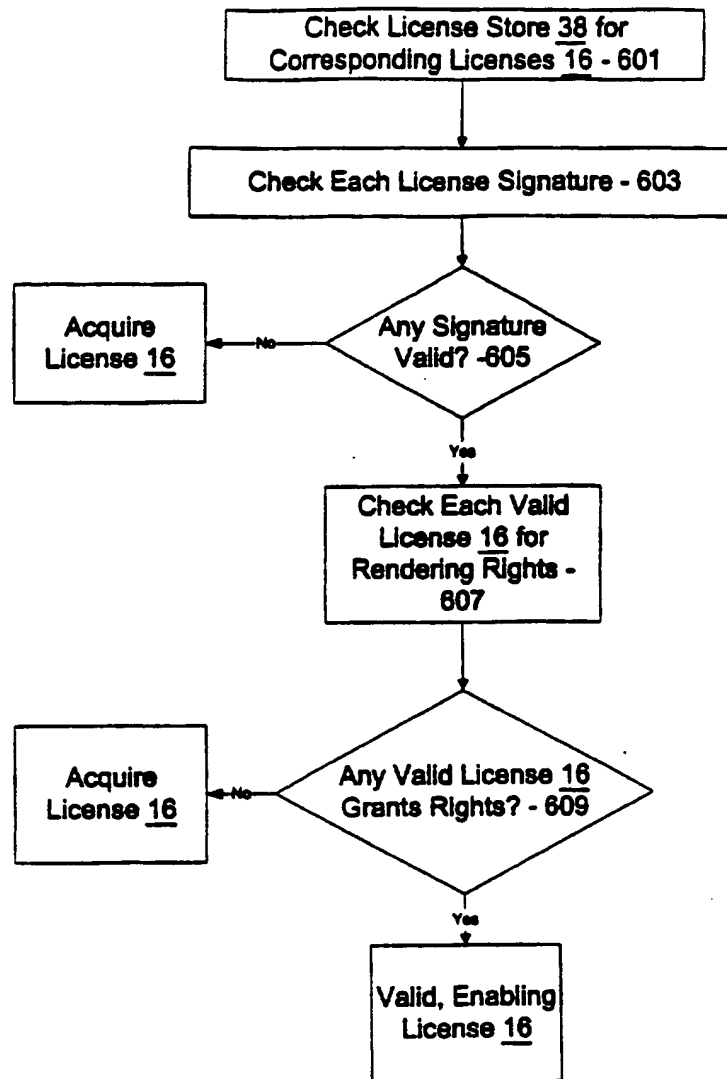 Check License Store 38 for
Corresponding Licenses 16 - 601
Check Each License Signature - 603
Any Signature
Valid? -605
Acquire
License 16
No
Yes
Check Each Valid
License 16 for
Rendering Rights -
607
Any Valid License 16
Grants Rights? - 609
Acquire
License 16
No
Yes
Valid, Enabling
License 16